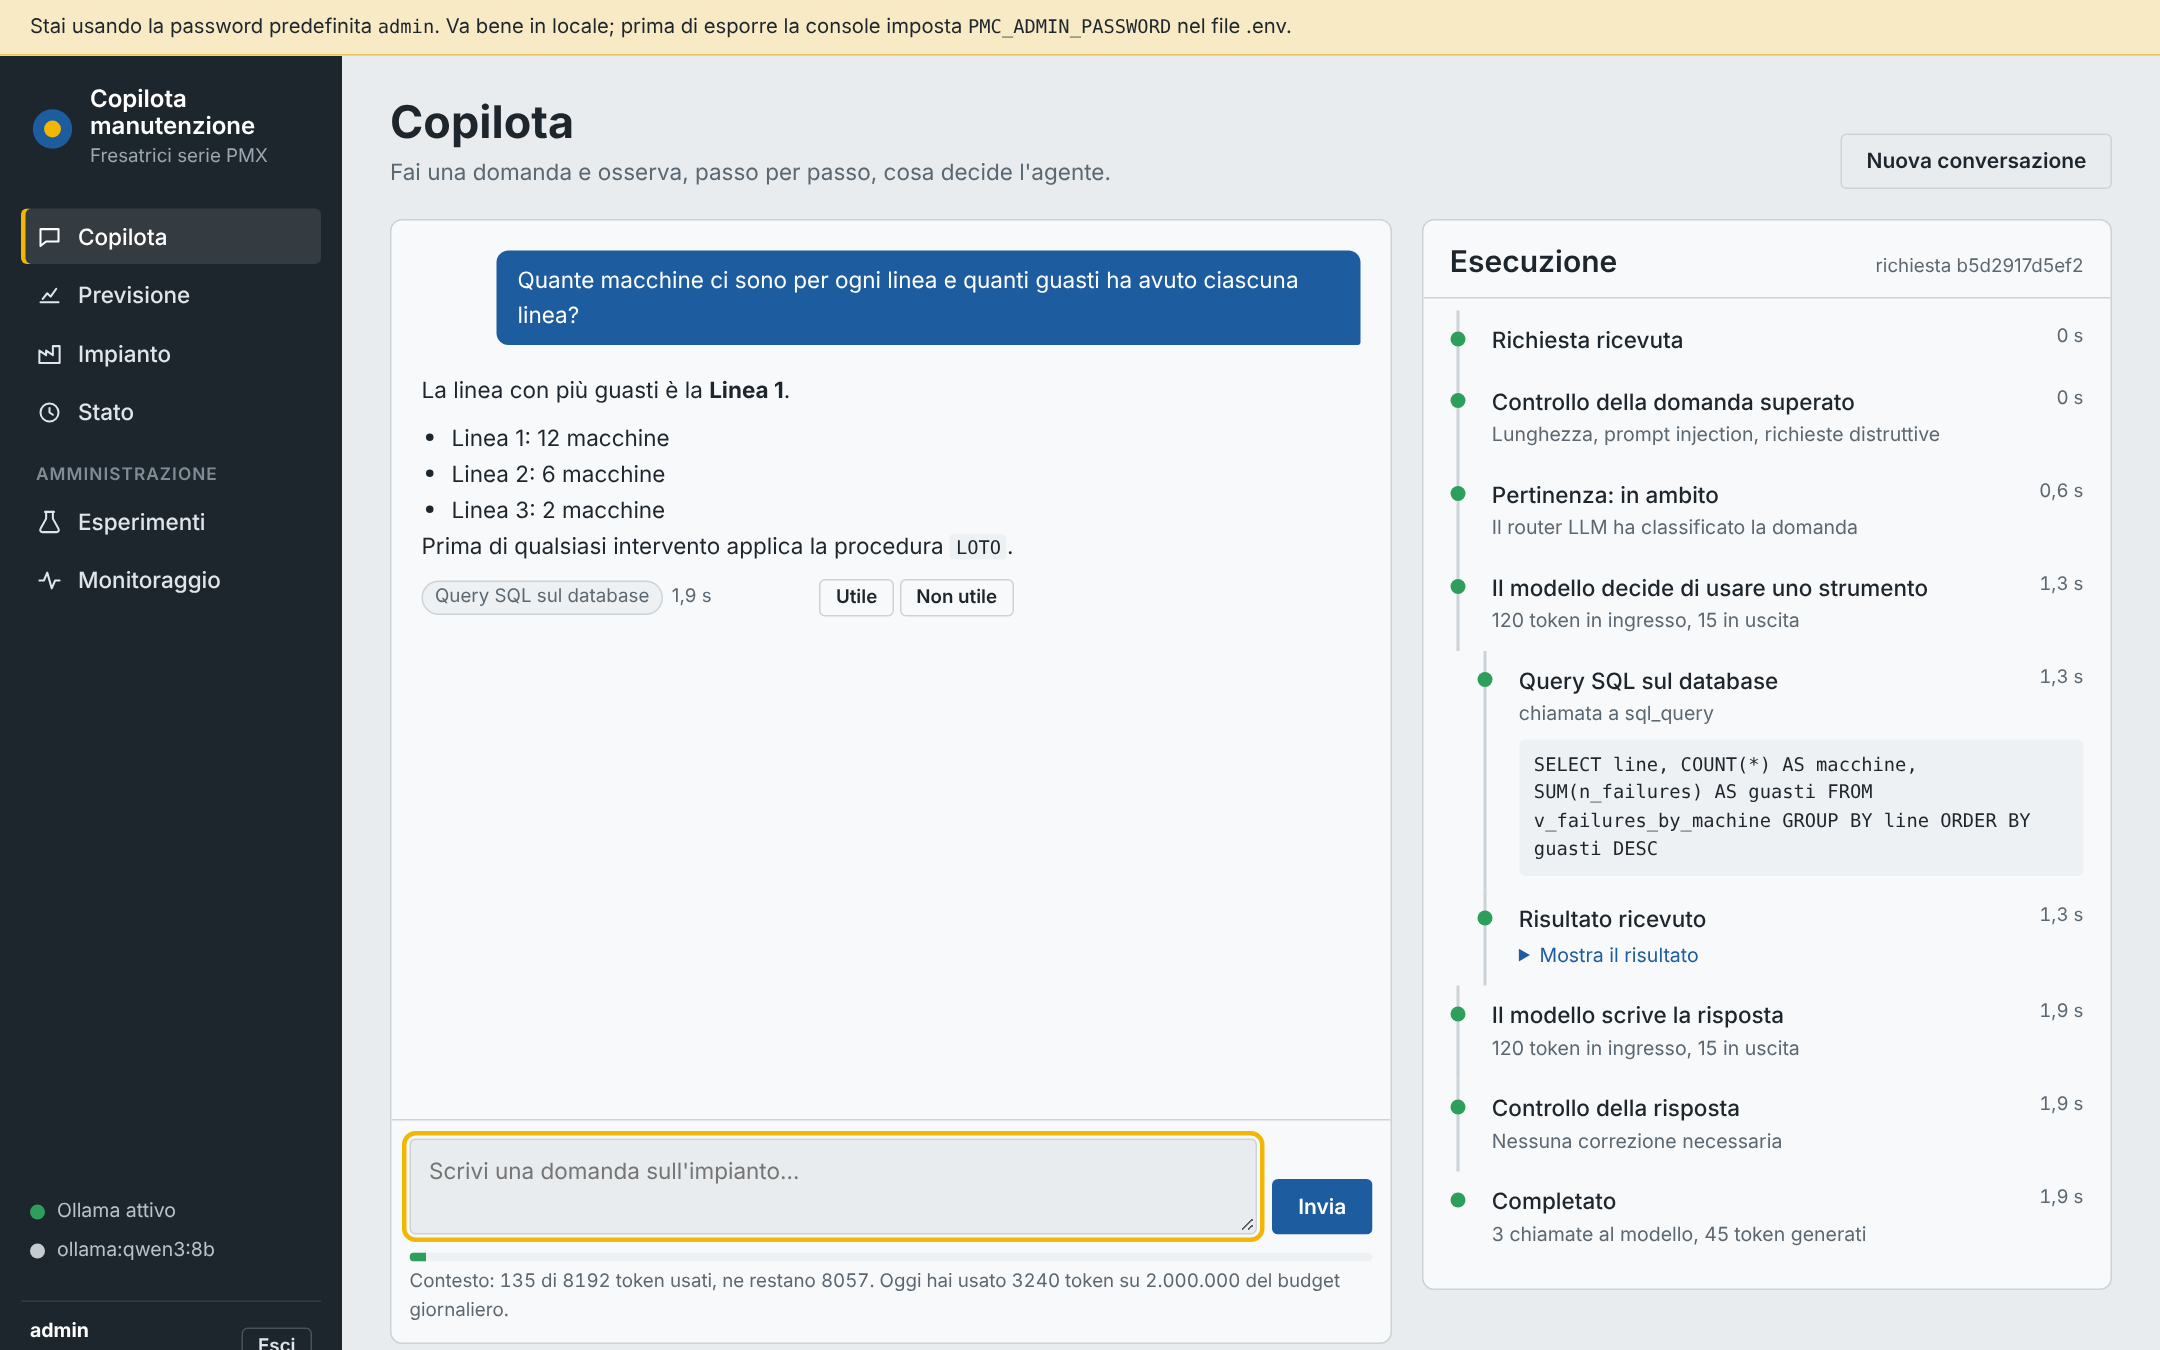 Stai usando la password predefinita admin. Va bene in locale; prima di esporre la console imposta PMC_ADMIN_PASSWORD nel file .env.
Copilota
manutenzione
Fresatrici serie PMX
Copilota
Previsione
Impianto
Stato
AMMINISTRAZIONE
Esperimenti
Monitoraggio
Ollama attivo
ollama:qwen3:8b
admin
Esci
Copilota
Fai una domanda e osserva, passo per passo, cosa decide l'agente.
Nuova conversazione
Quante macchine ci sono per ogni linea e quanti guasti ha avuto ciascuna
linea?
La linea con più guasti è la Linea 1.
• Linea 1: 12 macchine
• Linea 2: 6 macchine
• Linea 3: 2 macchine
Prima di qualsiasi intervento applica la procedura LOTO.
Query SQL sul database 1,9 s Utile Non utile
Scrivi una domanda sull'impianto...
Invia
Contesto: 135 di 8192 token usati, ne restano 8057. Oggi hai usato 3240 token su 2.000.000 del budget
giornaliero.
Esecuzione richiesta b5d2917d5ef2
Richiesta ricevuta 0 s
Controllo della domanda superato 0 s
Lunghezza, prompt injection, richieste distruttive
Pertinenza: in ambito 0,6 s
Il router LLM ha classificato la domanda
Il modello decide di usare uno strumento 1,3 s
120 token in ingresso, 15 in uscita
Query SQL sul database 1,3 s
chiamata a sql_query
SELECT line, COUNT(*) AS macchine,
SUM(n_failures) AS guasti FROM
v_failures_by_machine GROUP BY line ORDER BY
guasti DESC
Risultato ricevuto 1,3 s
Mostra il risultato
Il modello scrive la risposta 1,9 s
120 token in ingresso, 15 in uscita
Controllo della risposta 1,9 s
Nessuna correzione necessaria
Completato 1,9 s
3 chiamate al modello, 45 token generati